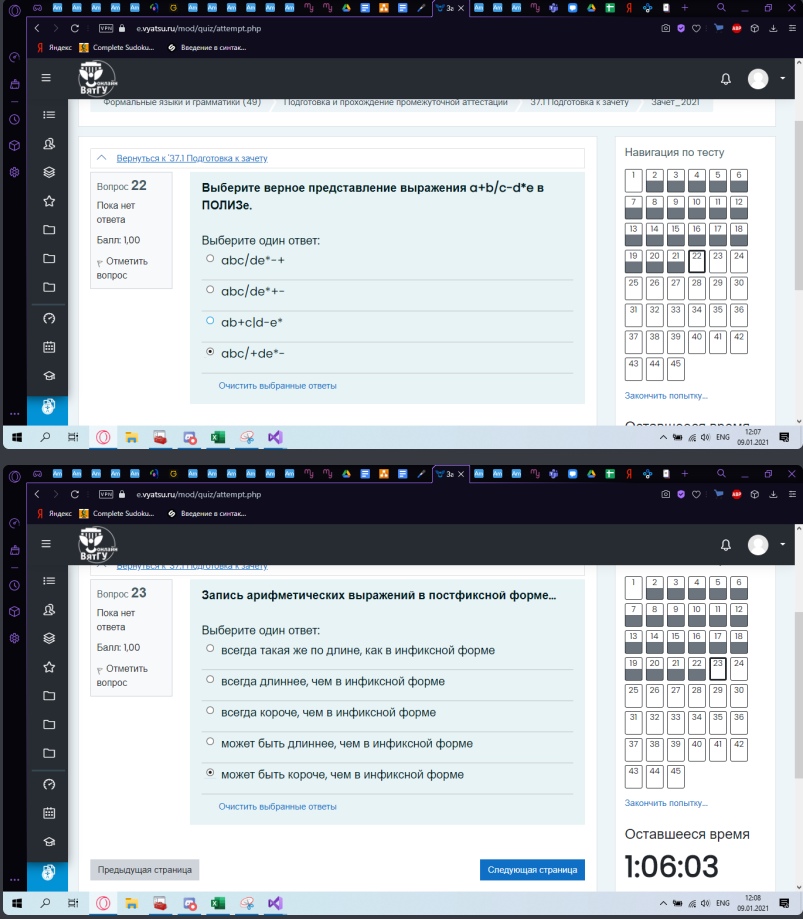 Зе
e.vyatsu.ru/mod/quiz/attempt.php
VPN
ABP
Яндекс
Complete Sudoku...
Введение в синтак...
онлайн
ВятГУ
Формальные языки и грамматики (49)
Подготовка и прохождение промежуточной аттестации
37.1 Подготовка к зачету
Зачет_2021
Вернуться к '37.1 Подготовка к зачету
Вопрос 22
Пока нет
ответа
Балл: 1,00
Отметить
вопрос
Выберите верное представление выражения a+b/c-d*e в
ПОЛИЗе.
Выберите один ответ:
abc/de*-+
abc/de*+-
ab+c|d-e*
abc/+de*-
Очистить выбранные ответы
Навигация по тесту
1 2 3 4 5 6
7 8 9 10 11 12
13 14 15 16 17 18
19 20 21 22 23 24
25 26 27 28 29 30
31 32 33 34 35 36
37 38 39 40 41 42
43 44 45
Закончить попытку...
Оставшееся время
ENG
12:07
09.01.2021
Зе
e.vyatsu.ru/mod/quiz/attempt.php
VPN
ABP
Яндекс
Complete Sudoku...
Введение в синтак...
онлайн
ВятГУ
Вернуться к '37.1 Подготовка к зачету
Вопрос 23
Пока нет
ответа
Балл: 1,00
Отметить
вопрос
Запись арифметических выражений в постфиксной форме...
Выберите один ответ:
всегда такая же по длине, как в инфиксной форме
всегда длиннее, чем в инфиксной форме
всегда короче, чем в инфиксной форме
может быть длиннее, чем в инфиксной форме
может быть короче, чем в инфиксной форме
Очистить выбранные ответы
Предыдущая страница
Следующая страница
1 2 3 4 5 6
7 8 9 10 11 12
13 14 15 16 17 18
19 20 21 22 23 24
25 26 27 28 29 30
31 32 33 34 35 36
37 38 39 40 41 42
43 44 45
Закончить попытку...
Оставшееся время
1:06:03
ENG
12:08
09.01.2021